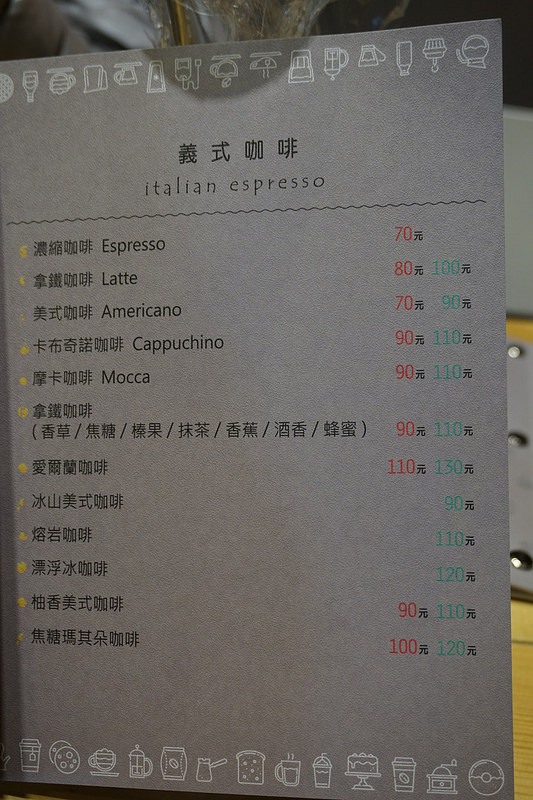 義式咖啡
italian espresso
濃縮咖啡 Espresso 70元
拿鐵咖啡 Latte 80元 100元
美式咖啡 Americano 70元 90元
卡布奇諾咖啡 Cappuchino 90元 110元
摩卡咖啡 Mocca 90元 110元
拿鐵咖啡
(香草/焦糖/榛果/抹茶/香蕉/酒香/蜂蜜) 90元 110元
愛爾蘭咖啡 110元 130元
冰山美式咖啡 90元
熔岩咖啡 110元
漂浮冰咖啡 120元
柚香美式咖啡 90元 110元
焦糖瑪其朵咖啡 100元 120元